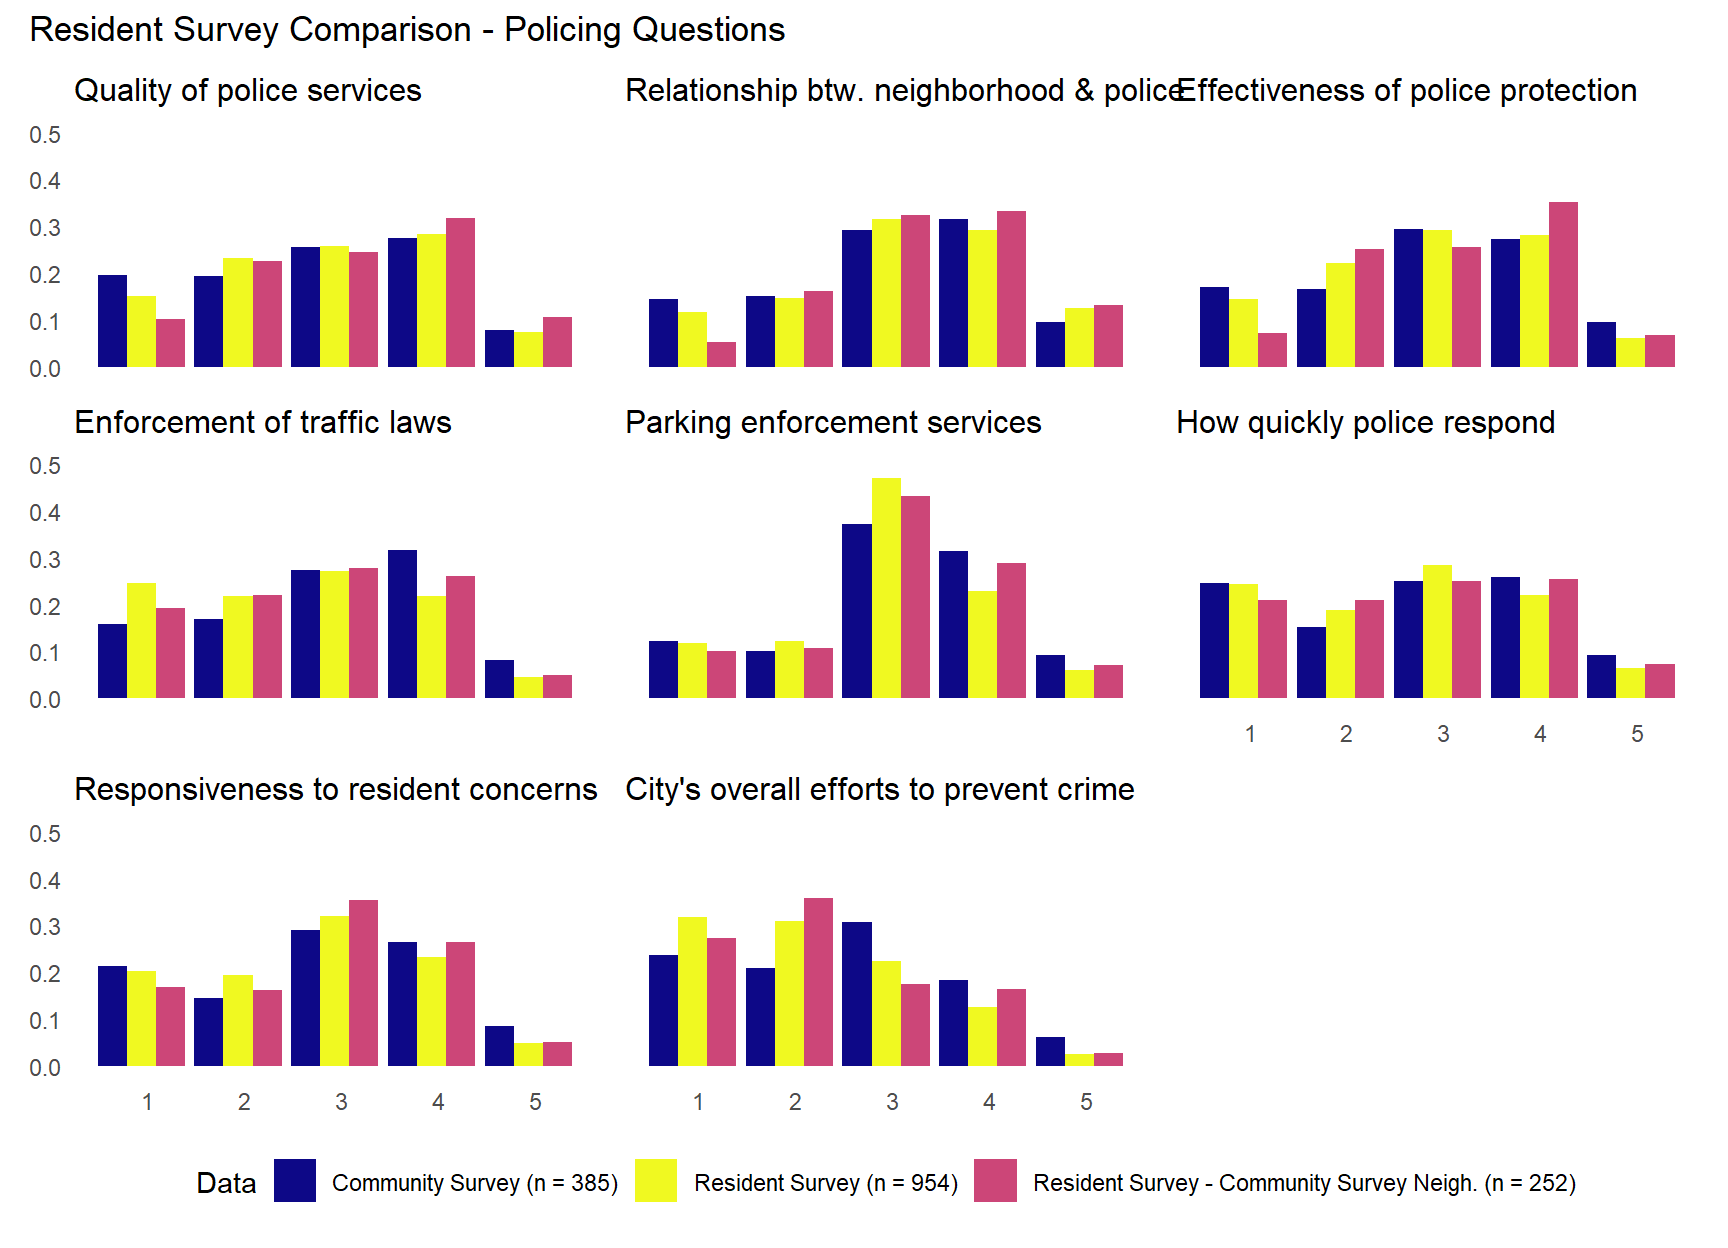 Resident Survey Comparison - Policing Questions
Quality of police services
Relationship btw. neighborhood & police
Effectiveness of police protection
0.5
0.4
0.3
0.2
0.1
0.0
Enforcement of traffic laws
Parking enforcement services
How quickly police respond
0.5
0.4
0.3
0.2
0.1
0.0
1 2 3 4 5
Responsiveness to resident concerns
City's overall efforts to prevent crime
0.5
0.4
0.3
0.2
0.1
0.0
1 2 3 4 5
1 2 3 4 5
Data
Community Survey (n = 385)
Resident Survey (n = 954)
Resident Survey - Community Survey Neigh. (n = 252)